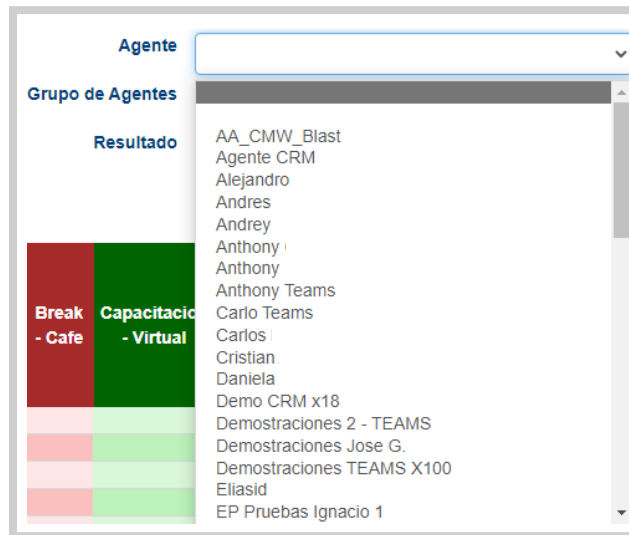 Agente
Grupo de Agentes
Resultado
AA_CMW_Blast
Agente CRM
Alejandro
Andres
Andrey
Anthony
Anthony
Anthony Teams
Carlo Teams
Carlos
Cristian
Daniela
Demo CRM x18
Demostraciones 2 - TEAMS
Demostraciones Jose G.
Demostraciones TEAMS X100
Eliasid
EP Pruebas Ignacio 1
Break
- Cafe
Capacitacio
- Virtual